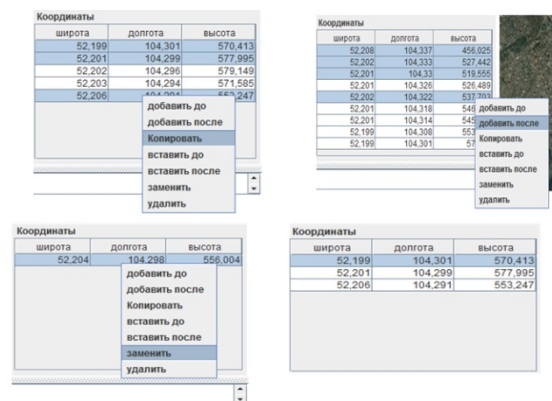 Координаты
широта долгота высота
52,199 104,301 570,413
52,201 104,299 577,995
52,202 104,296 579,149
52,203 104,294 571,585
52,206
добавить до
добавить после
Копировать
вставить до
вставить после
заменить
удалить
Координаты
широта долгота высота
52,208 104,337 456,025
52,202 104,333 527,442
52,201 104,33 519,555
52,201 104,326 526,489
52,202 104,322 537,703
52,201 104,318 546
52,201 104,314 545
52,199 104,308 553
52,199 104,301 57
добавить до
добавить после
Копировать
вставить до
вставить после
заменить
удалить
Координаты
широта долгота высота
52,204 104,298 556,004
добавить до
добавить после
Копировать
вставить до
вставить после
заменить
удалить
Координаты
широта долгота высота
52,199 104,301 570,413
52,201 104,299 577,995
52,206 104,291 553,247